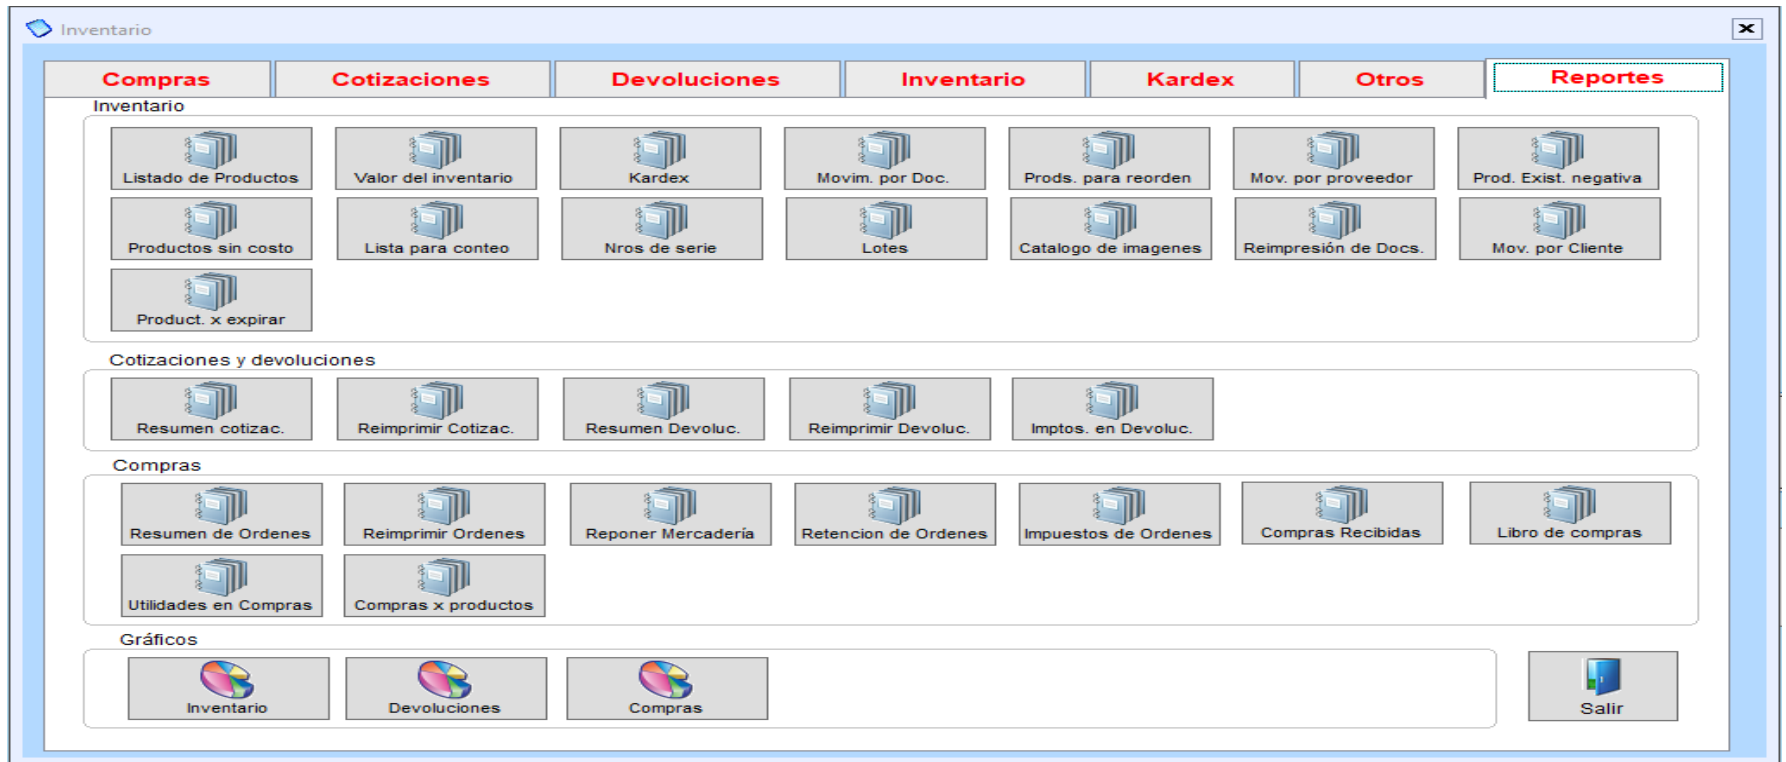 Inventario
Compras Cotizaciones Devoluciones Inventario Kardex Otros Reportes
Inventario
Listado de Productos Valor del inventario Kardex Movim. por Doc. Prods. para reorden Mov. por proveedor Prod. Exist. negativa
Productos sin costo Lista para conteo Nros de serie Lotes Catalogo de imagenes Reimpresión de Docs. Mov. por Cliente
Product. x expirar
Cotizaciones y devoluciones
Resumen cotizac. Reimprimir Cotizac. Resumen Devoluc. Reimprimir Devoluc. Imptos. en Devoluc.
Compras
Resumen de Ordenes Reimprimir Ordenes Reponer Mercadería Retencion de Ordenes Impuestos de Ordenes Compras Recibidas Libro de compras
Utilidades en Compras Compras x productos
Gráficos
Inventario Devoluciones Compras Salir